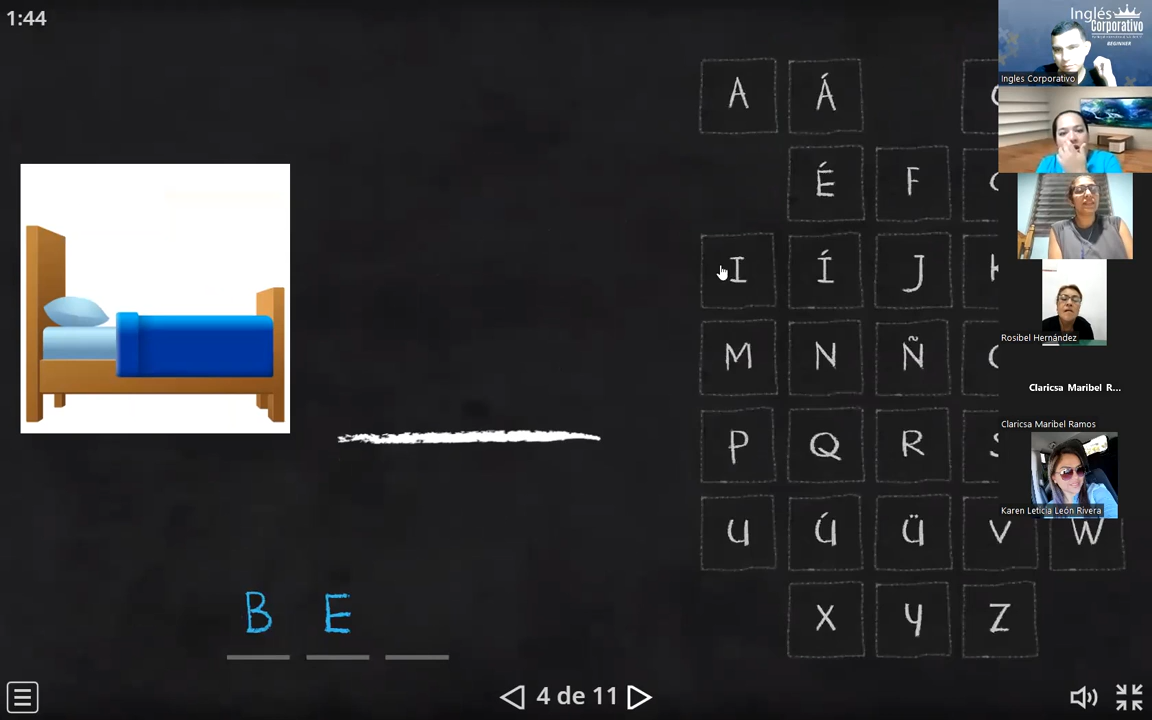 1:44
Inglés
Corporativo
BEGINNER
Ingles Corporativo
A Á
É F
I Í J
M N Ñ
Rosibel Hernández
Claricsa Maribel R...
Claricsa Maribel Ramos
P Q R
Karen Leticia León Rivera
U Ú Ü V W
X Y Z
B E
4 de 11